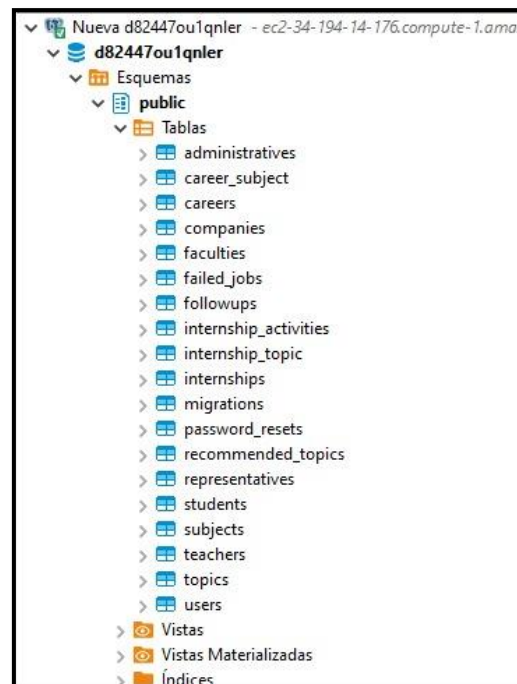 Nueva d82447ou1qnler - ec2-34-194-14-176.compute-1.ama
d82447ou1qnler
Esquemas
public
Tablas
administratives
career_subject
careers
companies
faculties
failed_jobs
followups
internship_activities
internship_topic
internships
migrations
password_resets
recommended_topics
representatives
students
subjects
teachers
topics
users
Vistas
Vistas Materializadas
Índices